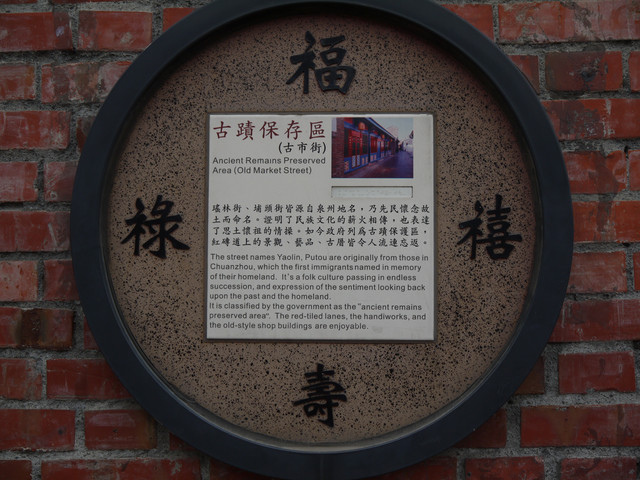 福
古蹟保存區
(古市街)
Ancient Remains Preserved
Area (Old Market Street)
瑤林街、埔頭街皆源自泉州地名，乃先民懷念故
土而命名。證明了民族文化的薪火相傳，也表達
了思土懷祖的情操。如今政府列為古蹟保護區，
紅磚道上的景觀、藝品、古厝皆令人流連忘返。
The street names Yaolin, Putou are originally from those in
Chuanzhou, which the first immigrants named in memory
of their homeland. It's a folk culture passing in endless
succession, and expression of the sentiment looking back
upon the past and the homeland.
It is classified by the government as the "ancient remains
preserved area". The red-tiled lanes, the handiworks, and
the old-style shop buildings are enjoyable.
祿
禧
壽